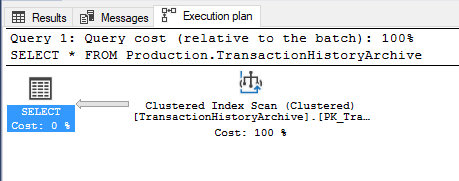 Results Messages Execution plan
Query 1: Query cost (relative to the batch): 100%
SELECT * FROM Production.TransactionHistoryArchive
SELECT
Cost: 0 %
Clustered Index Scan (Clustered)
[TransactionHistoryArchive].[PK_Tra…
Cost: 100 %